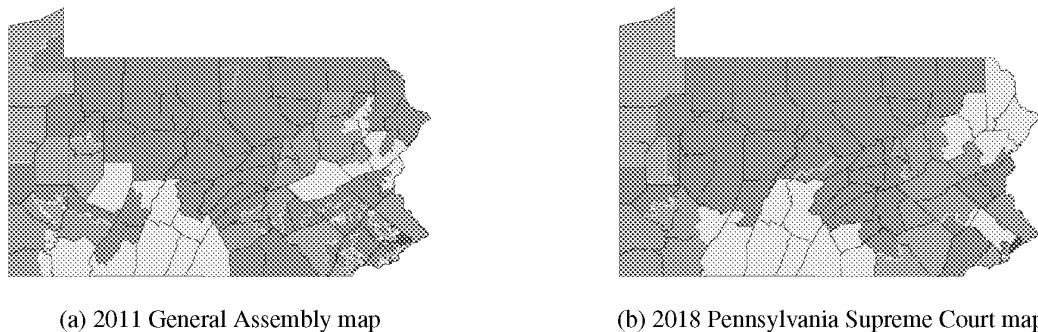 (a) 2011 General Assembly map
(b) 2018 Pennsylvania Supreme Court map